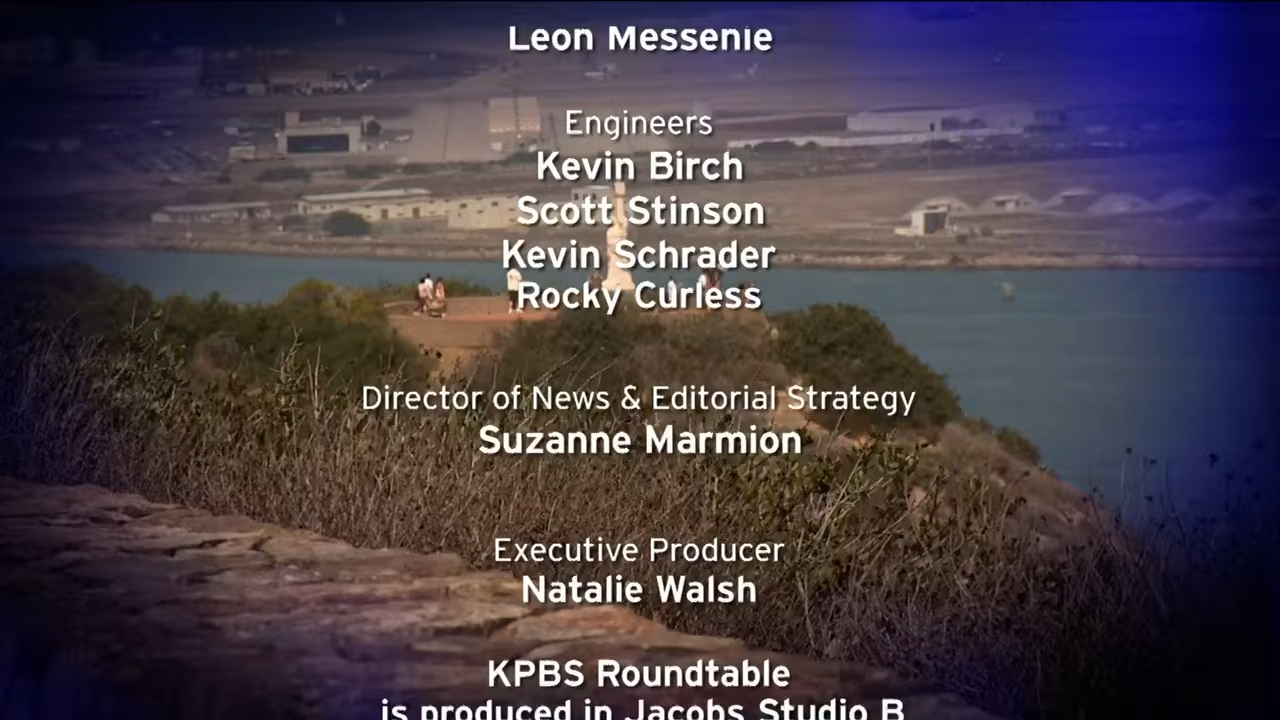 Leon Messenie
Engineers
Kevin Birch
Scott Stinson
Kevin Schrader
Rocky Curless
Director of News & Editorial Strategy
Suzanne Marmion
Executive Producer
Natalie Walsh
KPBS Roundtable
is produced in Jacobs Studio B